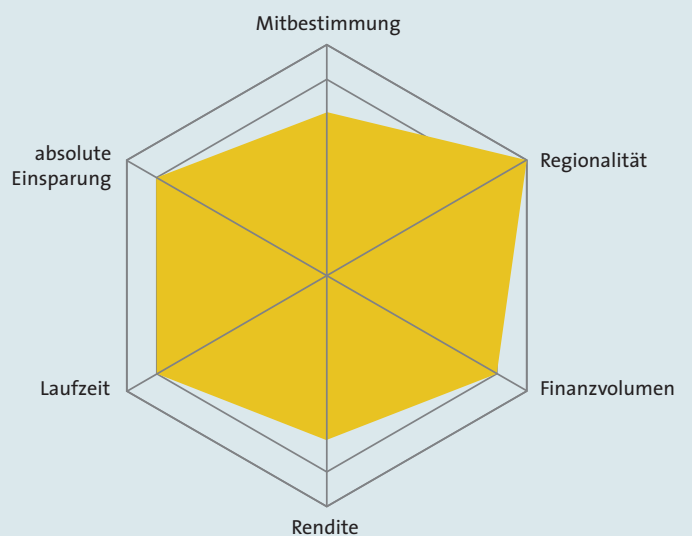 Mitbestimmung
absolute
Einsparung
Regionalität
Laufzeit
Finanzvolumen
Rendite